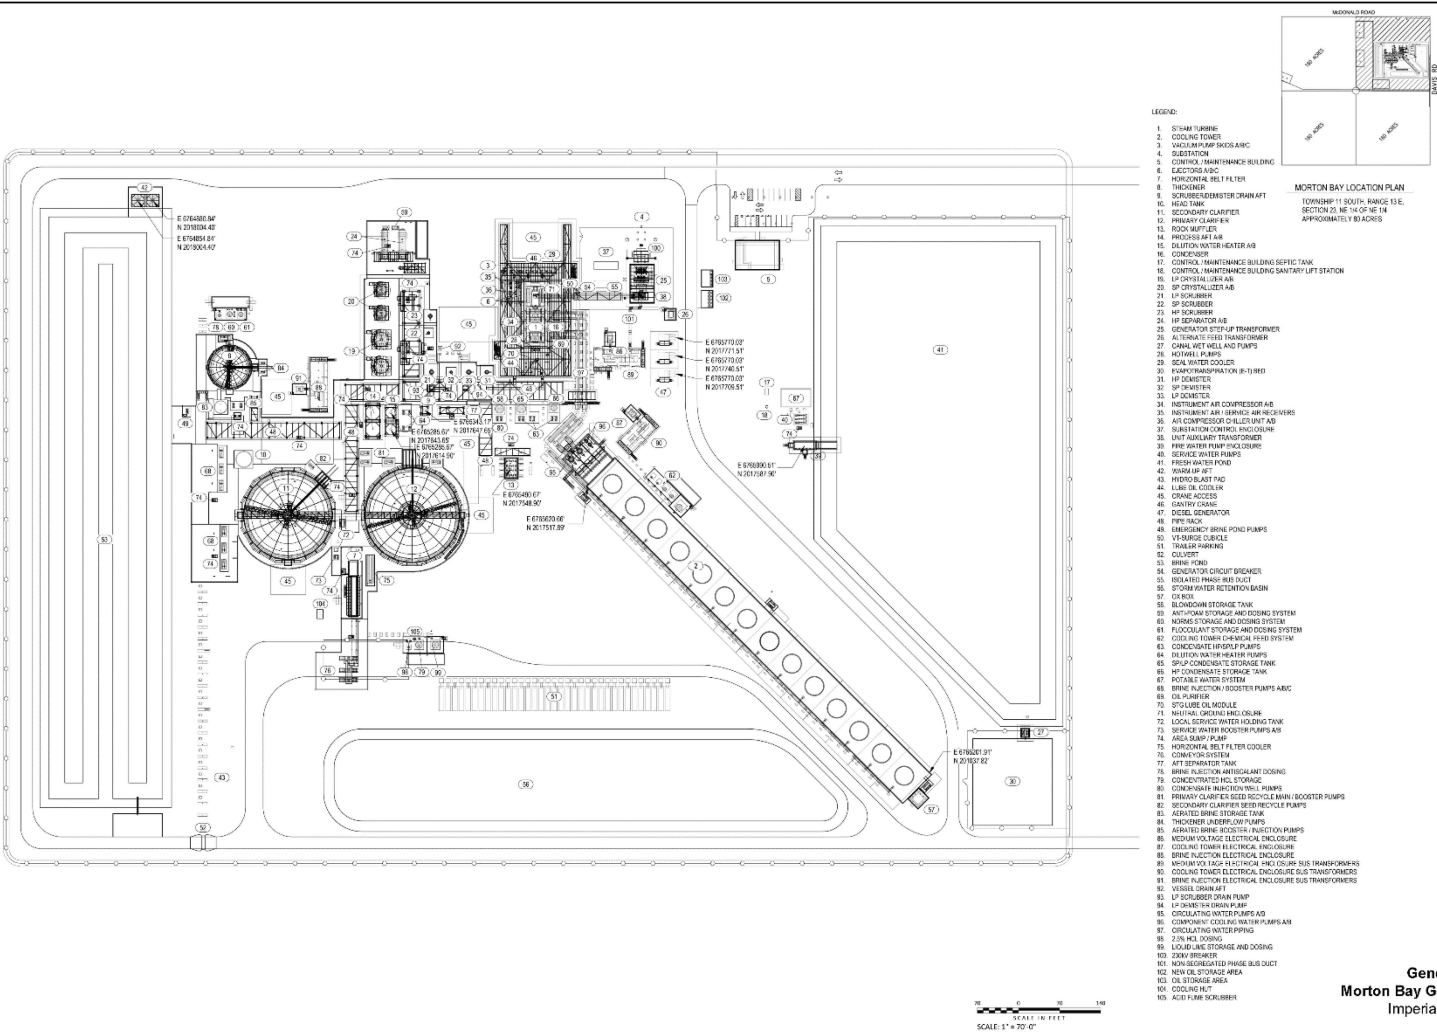 McDONALD ROAD
160 ACRES
DAVIS RD
160 ACRES
160 ACRES
MORTON BAY LOCATION PLAN
TOWNSHIP 11 SOUTH, RANGE 13 E,
SECTION 23, NE 1/4 OF NE 1/4
APPROXIMATELY 80 ACRES
LEGEND:
1. STEAM TURBINE
2. COOLING TOWER
3. VACUUM PUMP SKIDS A/B/C
4. SUBSTATION
5. CONTROL / MAINTENANCE BUILDING
6. EJECTORS A/B/C
7. HORIZONTAL BELT FILTER
8. THICKENER
9. SCRUBBER/DEMISTER DRAIN AFT
10. HEAD TANK
11. SECONDARY CLARIFIER
12. PRIMARY CLARIFIER
13. ROCK MUFFLER
14. PROCESS AFT A/B
15. DILUTION WATER HEATER A/B
16. CONDENSER
17. CONTROL / MAINTENANCE BUILDING SEPTIC TANK
18. CONTROL / MAINTENANCE BUILDING SANITARY LIFT STATION
19. LP CRYSTALLIZER A/B
20. SP CRYSTALLIZER A/B
21. LP SCRUBBER
22. SP SCRUBBER
23. HP SCRUBBER
24. HP SEPARATOR A/B
25. GENERATOR STEP-UP TRANSFORMER
26. ALTERNATE FEED TRANSFORMER
27. CANAL WET WELL AND PUMPS
28. HOTWELL PUMPS
29. SEAL WATER COOLER
30. EVAPOTRANSPIRATION (E-T) BED
31. HP DEMISTER
32. SP DEMISTER
33. LP DEMISTER
34. INSTRUMENT AIR COMPRESSOR A/B
35. INSTRUMENT AIR / SERVICE AIR RECEIVERS
36. AIR COMPRESSOR CHILLER UNIT A/B
37. SUBSTATION CONTROL ENCLOSURE
38. UNIT AUXILIARY TRANSFORMER
39. FIRE WATER PUMP ENCLOSURE
40. SERVICE WATER PUMPS
41. FRESH WATER POND
42. WARM UP AFT
43. HYDRO BLAST PAD
44. LUBE OIL COOLER
45. CRANE ACCESS
46. GANTRY CRANE
47. DIESEL GENERATOR
48. PIPE RACK
49. EMERGENCY BRINE POND PUMPS
50. VT-SURGE CUBICLE
51. TRAILER PARKING
52. CULVERT
53. BRINE POND
54. GENERATOR CIRCUIT BREAKER
55. ISOLATED PHASE BUS DUCT
56. STORM WATER RETENTION BASIN
57. OX BOX
58. BLOWDOWN STORAGE TANK
59. ANTI-FOAM STORAGE AND DOSING SYSTEM
60. NORMS STORAGE AND DOSING SYSTEM
61. FLOCCULANT STORAGE AND DOSING SYSTEM
62. COOLING TOWER CHEMICAL FEED SYSTEM
63. CONDENSATE HP/SP/LP PUMPS
64. DILUTION WATER HEATER PUMPS
65. SP/LP CONDENSATE STORAGE TANK
66. HP CONDENSATE STORAGE TANK
67. POTABLE WATER SYSTEM
68. BRINE INJECTION / BOOSTER PUMPS A/B/C
69. OIL PURIFIER
70. STG LUBE OIL MODULE
71. NEUTRAL GROUND ENCLOSURE
72. LOCAL SERVICE WATER HOLDING TANK
73. SERVICE WATER BOOSTER PUMPS A/B
74. AREA SUMP / PUMP
75. HORIZONTAL BELT FILTER COOLER
76. CONVEYOR SYSTEM
77. AFT SEPARATOR TANK
78. BRINE INJECTION ANTISCALANT DOSING
79. CONCENTRATED HCL STORAGE
80. CONDENSATE INJECTION WELL PUMPS
81. PRIMARY CLARIFIER SEED RECYCLE MAIN / BOOSTER PUMPS
82. SECONDARY CLARIFIER SEED RECYCLE PUMPS
83. AERATED BRINE STORAGE TANK
84. THICKENER UNDERFLOW PUMPS
85. AERATED BRINE BOOSTER / INJECTION PUMPS
86. MEDIUM VOLTAGE ELECTRICAL ENCLOSURE
87. COOLING TOWER ELECTRICAL ENCLOSURE
88. BRINE INJECTION ELECTRICAL ENCLOSURE
89. MEDIUM VOLTAGE ELECTRICAL ENCLOSURE SUS TRANSFORMERS
90. COOLING TOWER ELECTRICAL ENCLOSURE SUS TRANSFORMERS
91. BRINE INJECTION ELECTRICAL ENCLOSURE SUS TRANSFORMERS
92. VESSEL DRAIN AFT
93. LP SCRUBBER DRAIN PUMP
94. LP DEMISTER DRAIN PUMP
95. CIRCULATING WATER PUMPS A/B
96. COMPONENT COOLING WATER PUMPS A/B
97. CIRCULATING WATER PIPING
98. 2.5% HCL DOSING
99. LIQUID LIME STORAGE AND DOSING
100. 230kV BREAKER
101. NON-SEGREGATED PHASE BUS DUCT
102. NEW OIL STORAGE AREA
103. OIL STORAGE AREA
104. COOLING HUT
105. ACID FUME SCRUBBER
E 6764880.84'
N 2018004.40'
E 6764854.84'
N 2018004.40'
E 6765770.03'
N 2017771.51'
E 6765770.03'
N 2017740.51'
E 6765770.03'
N 2017709.51'
E 6765490.67'
N 2017548.90'
E 6765620.66'
N 2017517.89'
E 6765990.51'
N 2017587.90'
E 6766201.91'
70 0 70 140
SCALE IN FEET
SCALE: 1" = 70'-0"
Gen
Morton Bay G
Imperia